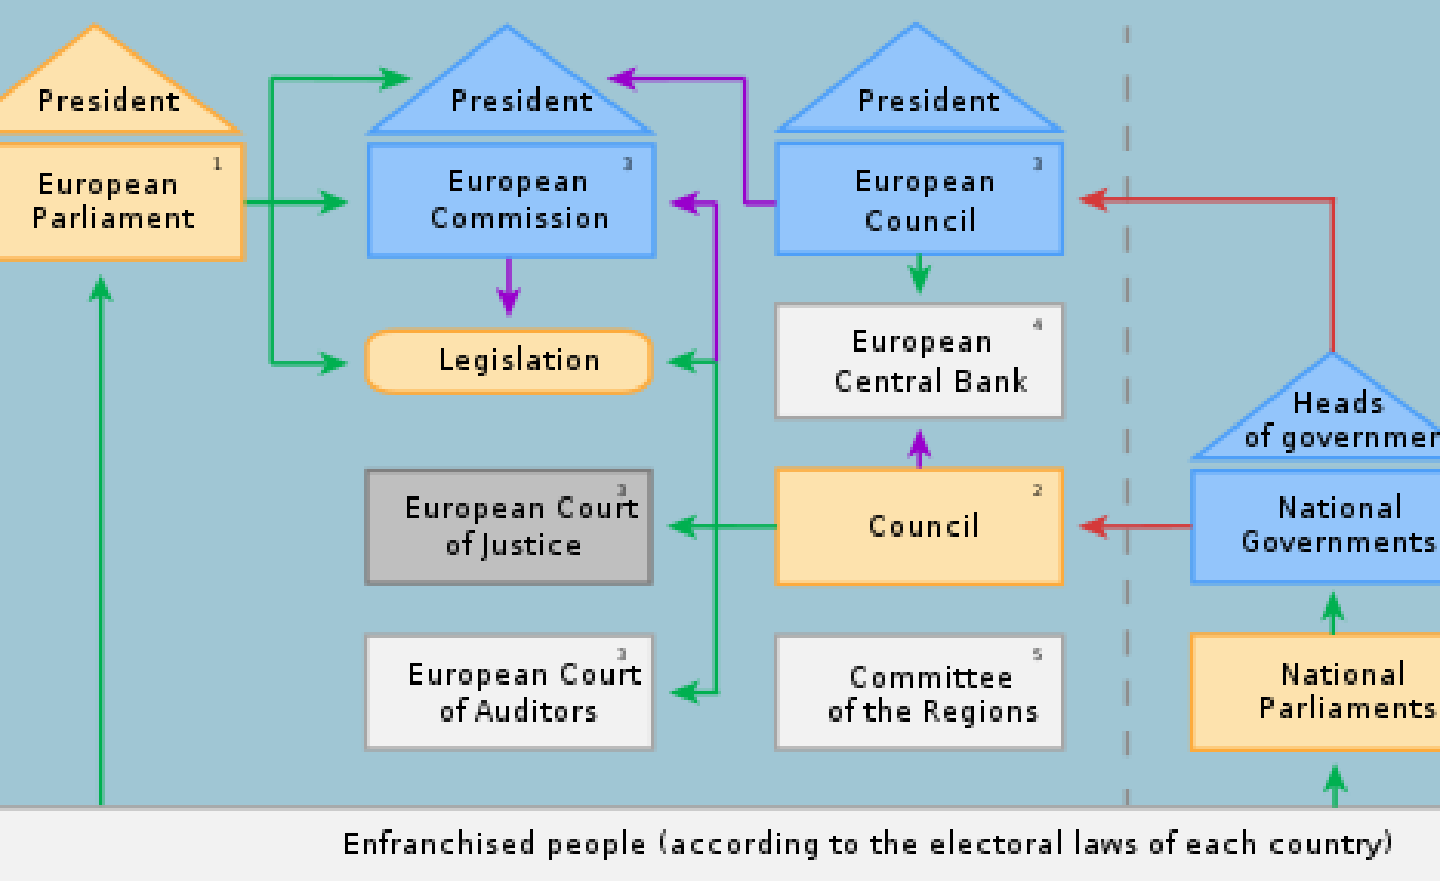 President
President
President
1
European
Parliament
3
European
Commission
3
European
Council
4
European
Central Bank
Legislation
Heads
of governmen
3
European Court
of Justice
2
Council
National
Governments
3
European Court
of Auditors
5
Committee
of the Regions
National
Parliaments
Enfranchised people (according to the electoral laws of each country)